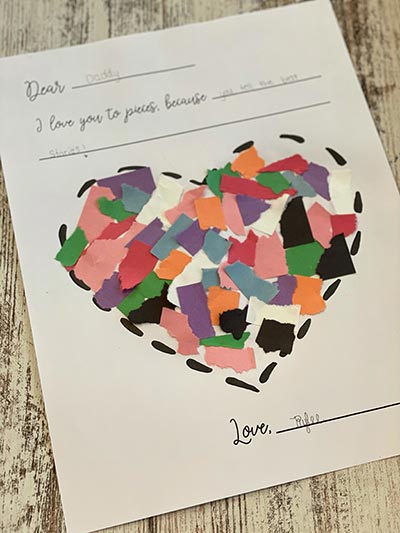 Dear Daddy
I love you to pieces, because you tell the best
Stories!
Love, Rylee